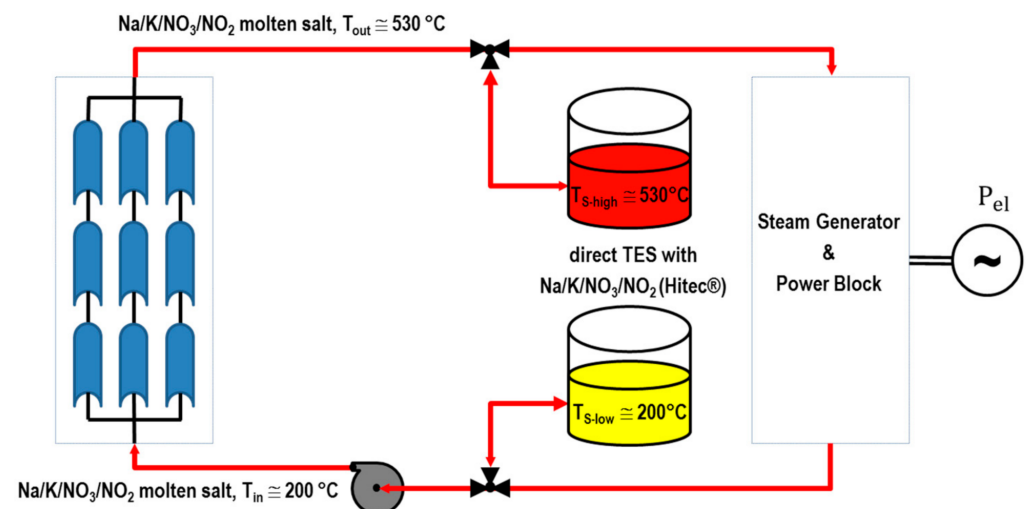 Na/K/NO₃/NO₂ molten salt, Tout ≅ 530 °C
TS-high ≅ 530°C
direct TES with
Na/K/NO₃/NO₂ (Hitec®)
TS-low ≅ 200°C
Steam Generator
&
Power Block
Pel
~
Na/K/NO₃/NO₂ molten salt, Tin ≅ 200 °C